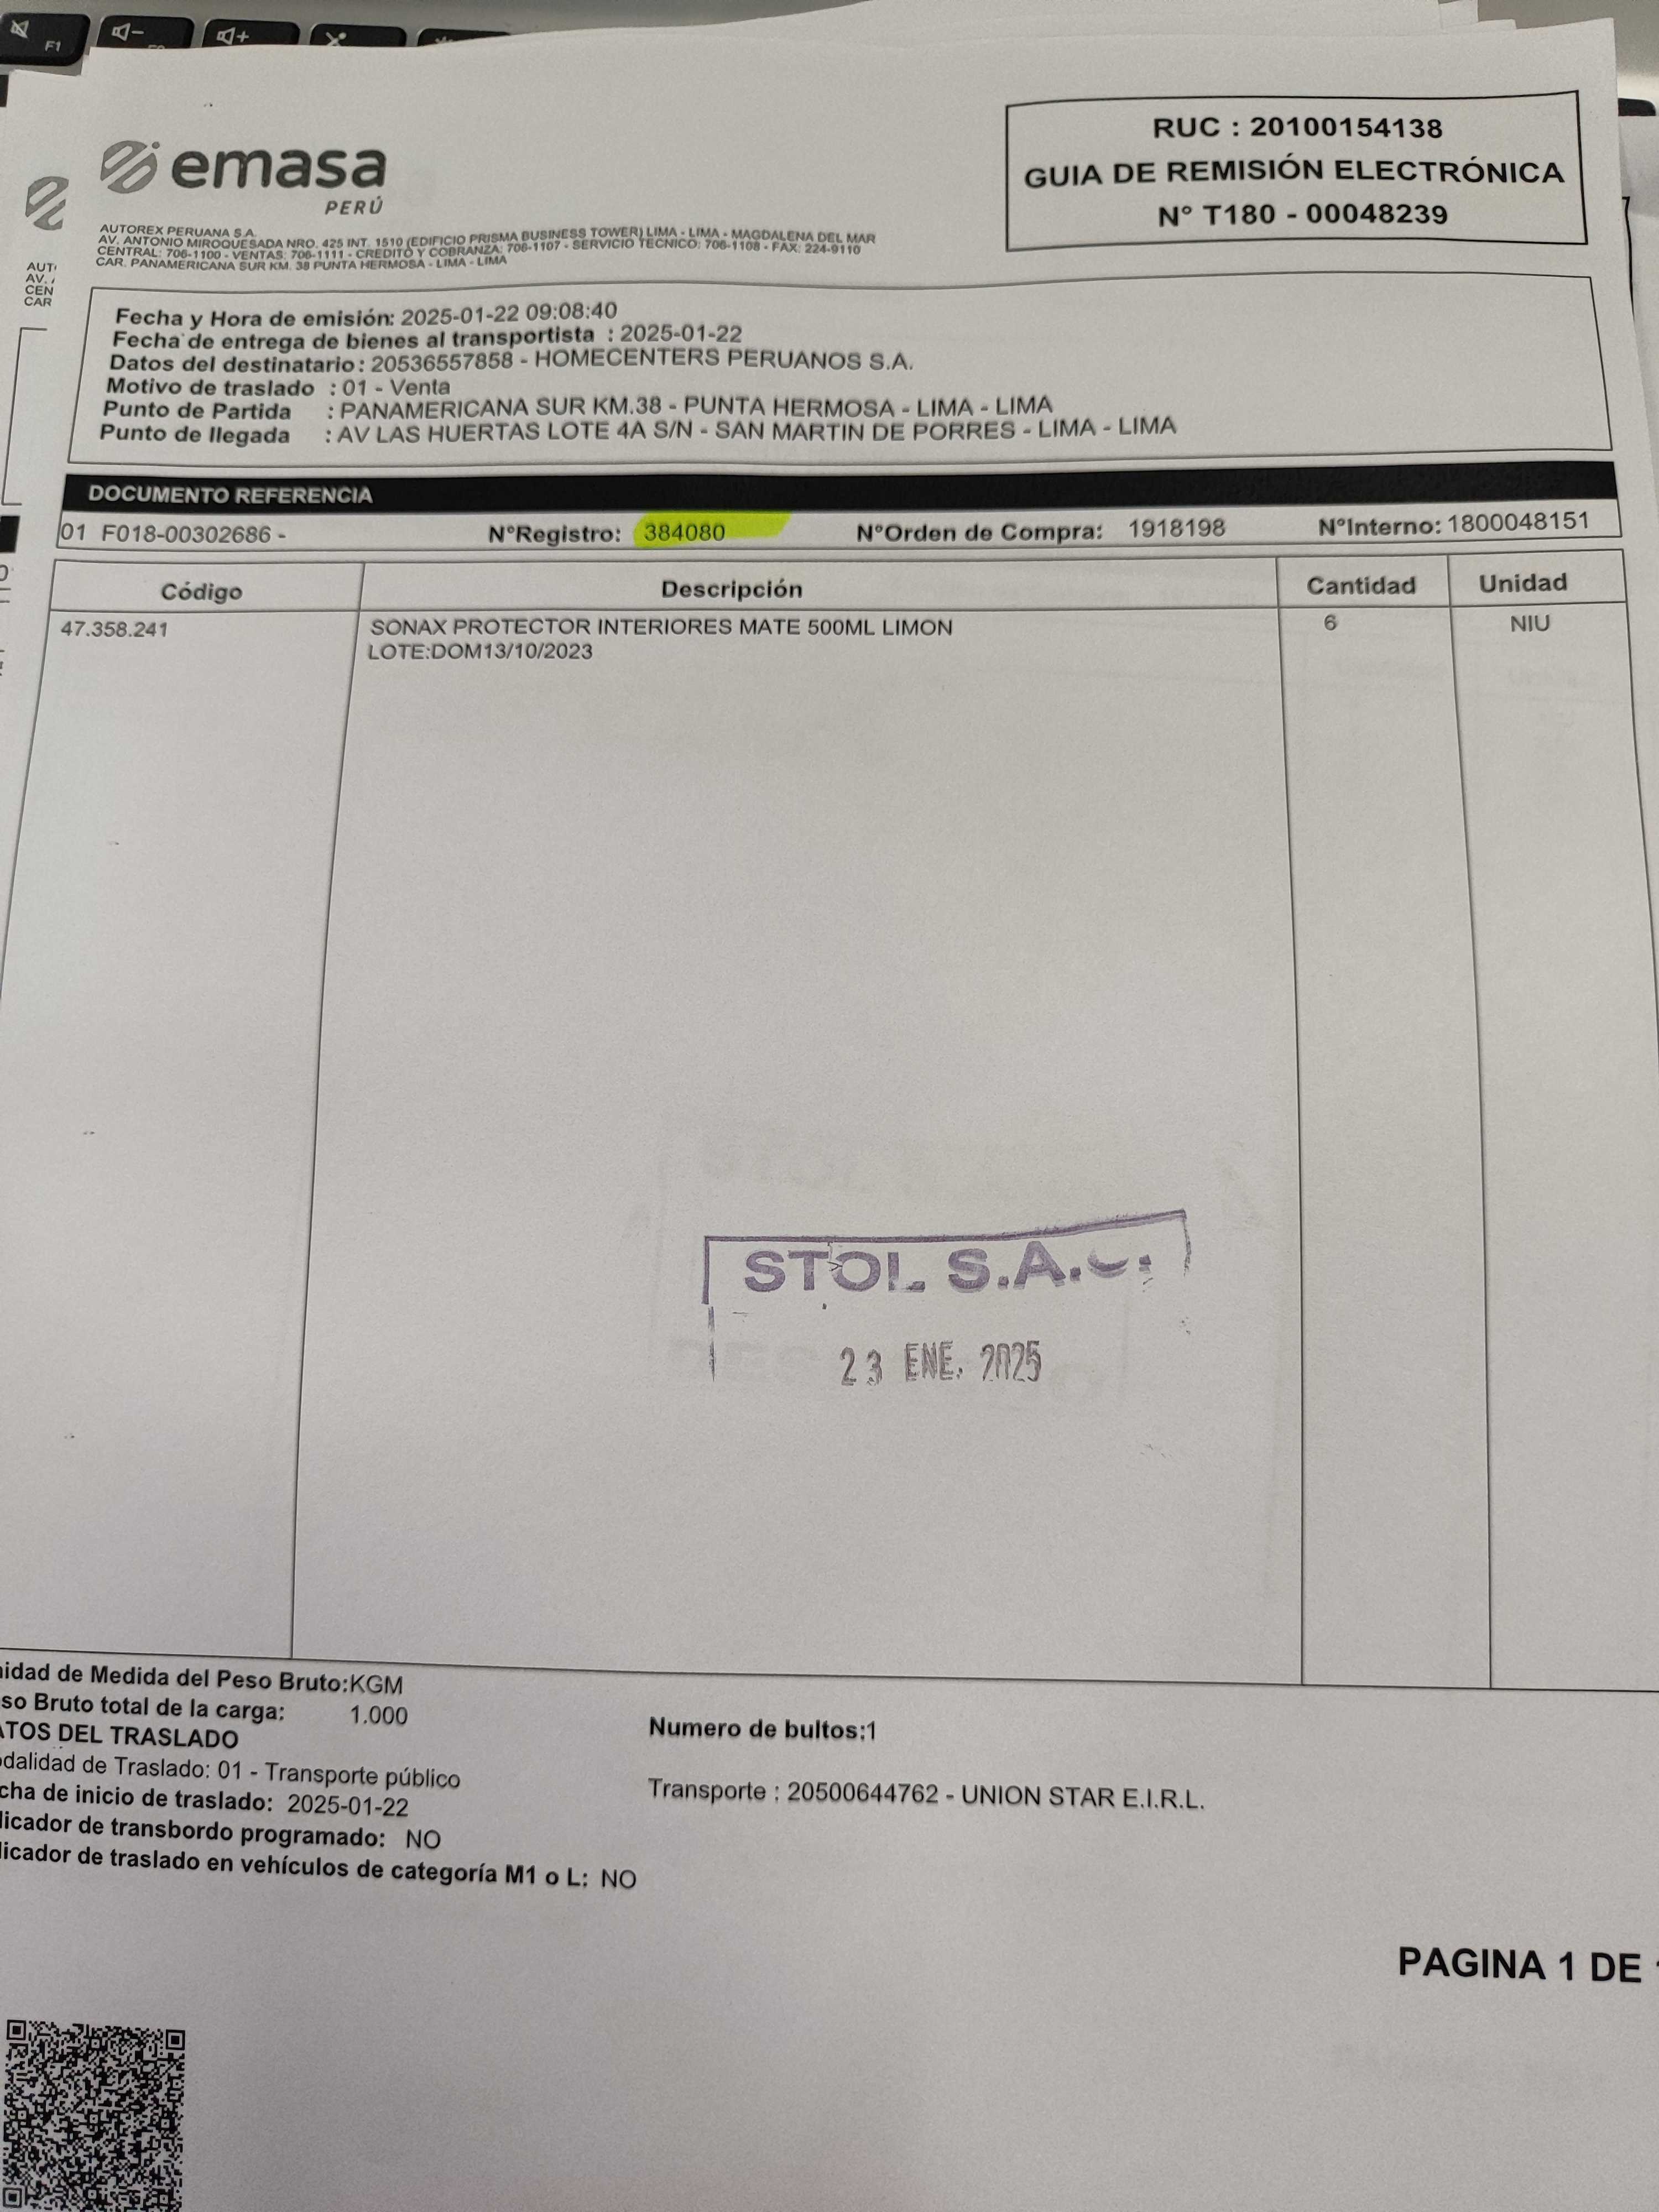 F1
emasa
PERÚ
RUC : 20100154138
GUIA DE REMISIÓN ELECTRÓNICA
N° T180 - 00048239
AUTOREX PERUANA S.A.
AV. ANTONIO MIROQUESADA NRO. 425 INT. 1510 (EDIFICIO PRISMA BUSINESS TOWER) LIMA - LIMA - MAGDALENA DEL MAR
CENTRAL: 706-1100 - VENTAS: 706-1111 - CREDITO Y COBRANZA: 706-1107 - SERVICIO TECNICO: 706-1108 - FAX: 224-9110
CAR. PANAMERICANA SUR KM. 38 PUNTA HERMOSA - LIMA - LIMA
AUT
AV.
CEN
CAR
Fecha y Hora de emisión: 2025-01-22 09:08:40
Fecha de entrega de bienes al transportista : 2025-01-22
Datos del destinatario : 20536557858 - HOMECENTERS PERUANOS S.A.
Motivo de traslado : 01 - Venta
Punto de Partida : PANAMERICANA SUR KM.38 - PUNTA HERMOSA - LIMA - LIMA
Punto de llegada : AV LAS HUERTAS LOTE 4A S/N - SAN MARTIN DE PORRES - LIMA - LIMA
DOCUMENTO REFERENCIA
01 F018-00302686 - N°Registro: 384080 N°Orden de Compra: 1918198 N°Interno: 1800048151
Código Descripción Cantidad Unidad
47.358.241 SONAX PROTECTOR INTERIORES MATE 500ML LIMON 6 NIU
LOTE:DOM13/10/2023
STOL S.A.C.
23 ENE. 2025
nidad de Medida del Peso Bruto:KGM
so Bruto total de la carga: 1.000
ATOS DEL TRASLADO
Numero de bultos:1
odalidad de Traslado: 01 - Transporte público
cha de inicio de traslado: 2025-01-22
Transporte : 20500644762 - UNION STAR E.I.R.L.
dicador de transbordo programado: NO
dicador de traslado en vehículos de categoría M1 o L: NO
PAGINA 1 DE